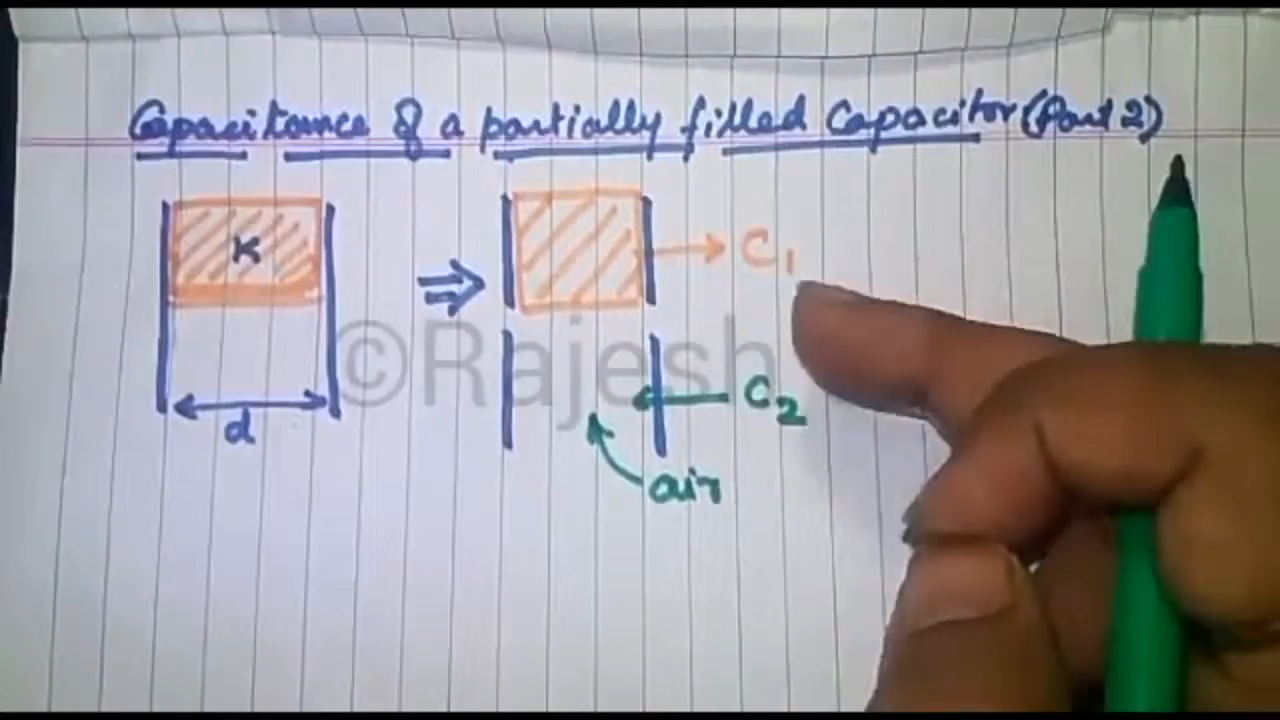 Capacitance of a partially filled Capacitor (Part 2)
K
C1
©Rajesh
d
C2
air